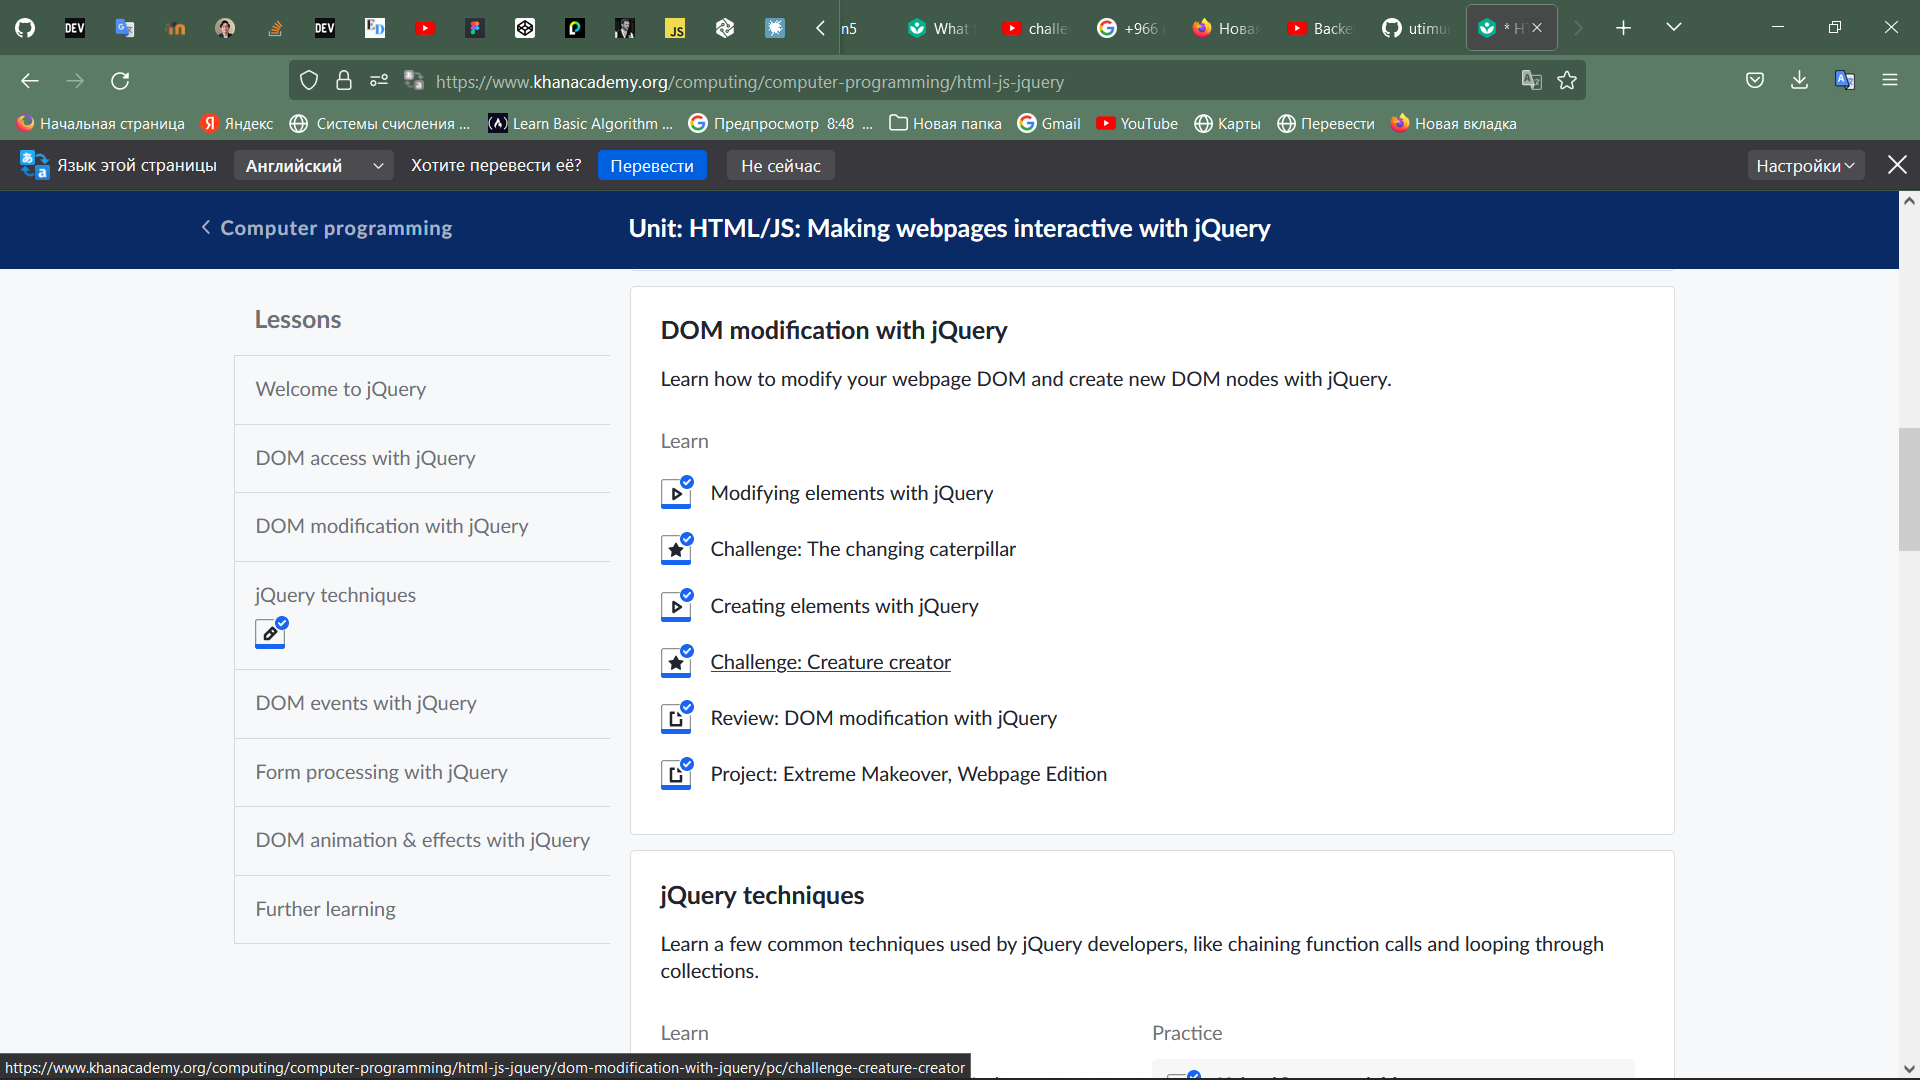 DEV
DEV
ED
JS
n5
What
challe
+966
Нова
Backe
utimu
* H
https://www.khanacademy.org/computing/computer-programming/html-js-jquery
Начальная страница
Яндекс
Системы счисления ...
Learn Basic Algorithm ...
Предпросмотр 8:48 ...
Новая папка
Gmail
YouTube
Карты
Перевести
Новая вкладка
Язык этой страницы
Английский
Хотите перевести её?
Перевести
Не сейчас
Настройки
Computer programming
Unit: HTML/JS: Making webpages interactive with jQuery
Lessons
Welcome to jQuery
DOM access with jQuery
DOM modification with jQuery
jQuery techniques
DOM events with jQuery
Form processing with jQuery
DOM animation & effects with jQuery
Further learning
DOM modification with jQuery
Learn how to modify your webpage DOM and create new DOM nodes with jQuery.
Learn
Modifying elements with jQuery
Challenge: The changing caterpillar
Creating elements with jQuery
Challenge: Creature creator
Review: DOM modification with jQuery
Project: Extreme Makeover, Webpage Edition
jQuery techniques
Learn a few common techniques used by jQuery developers, like chaining function calls and looping through
collections.
Learn
Practice
https://www.khanacademy.org/computing/computer-programming/html-js-jquery/dom-modification-with-jquery/pc/challenge-creature-creator